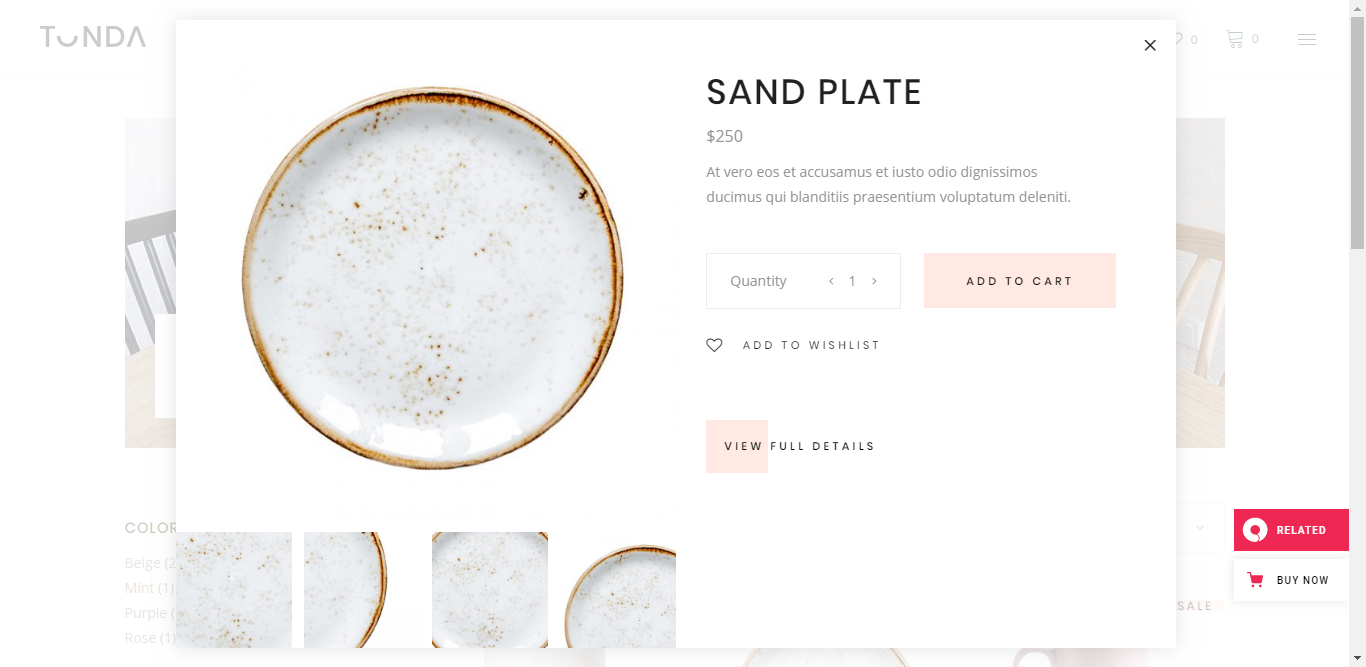 TUNDA
0
0
SAND PLATE
$250
At vero eos et accusamus et iusto odio dignissimos
ducimus qui blanditiis praesentium voluptatum deleniti.
Quantity
1
ADD TO CART
ADD TO WISHLIST
VIEW FULL DETAILS
COLOR
Beige (2
Mint (1)
Purple (
Rose (1)
RELATED
BUY NOW
SALE